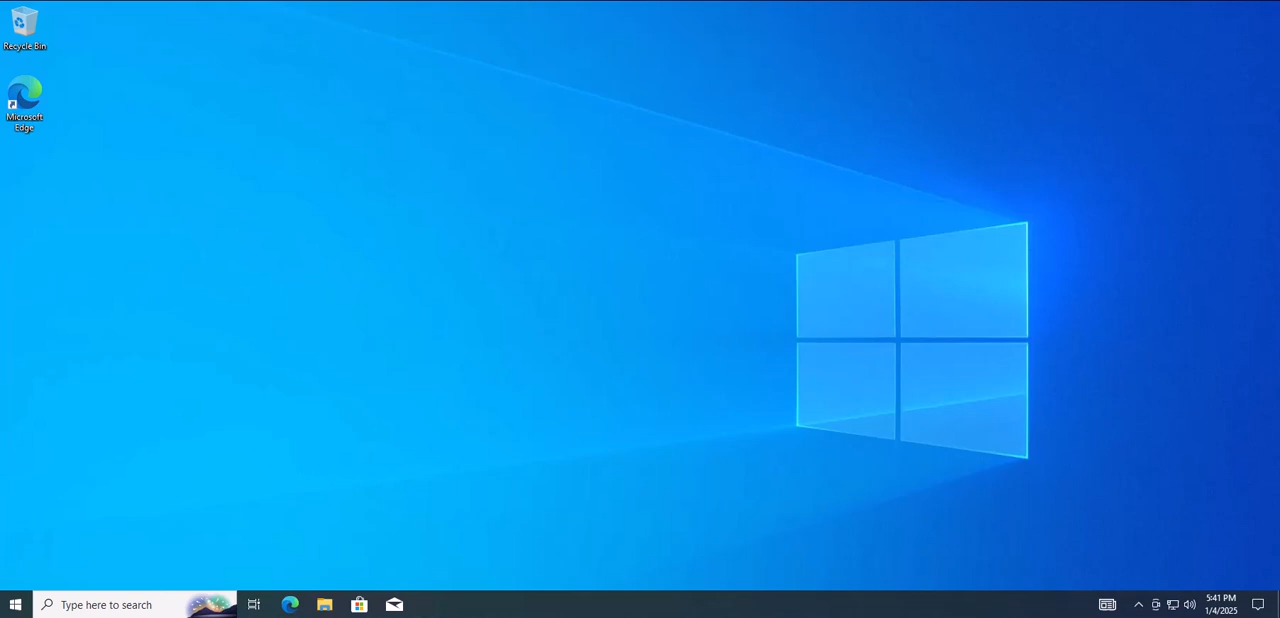 Recycle Bin
Microsoft
Edge
Type here to search
5:41 PM
1/4/2025